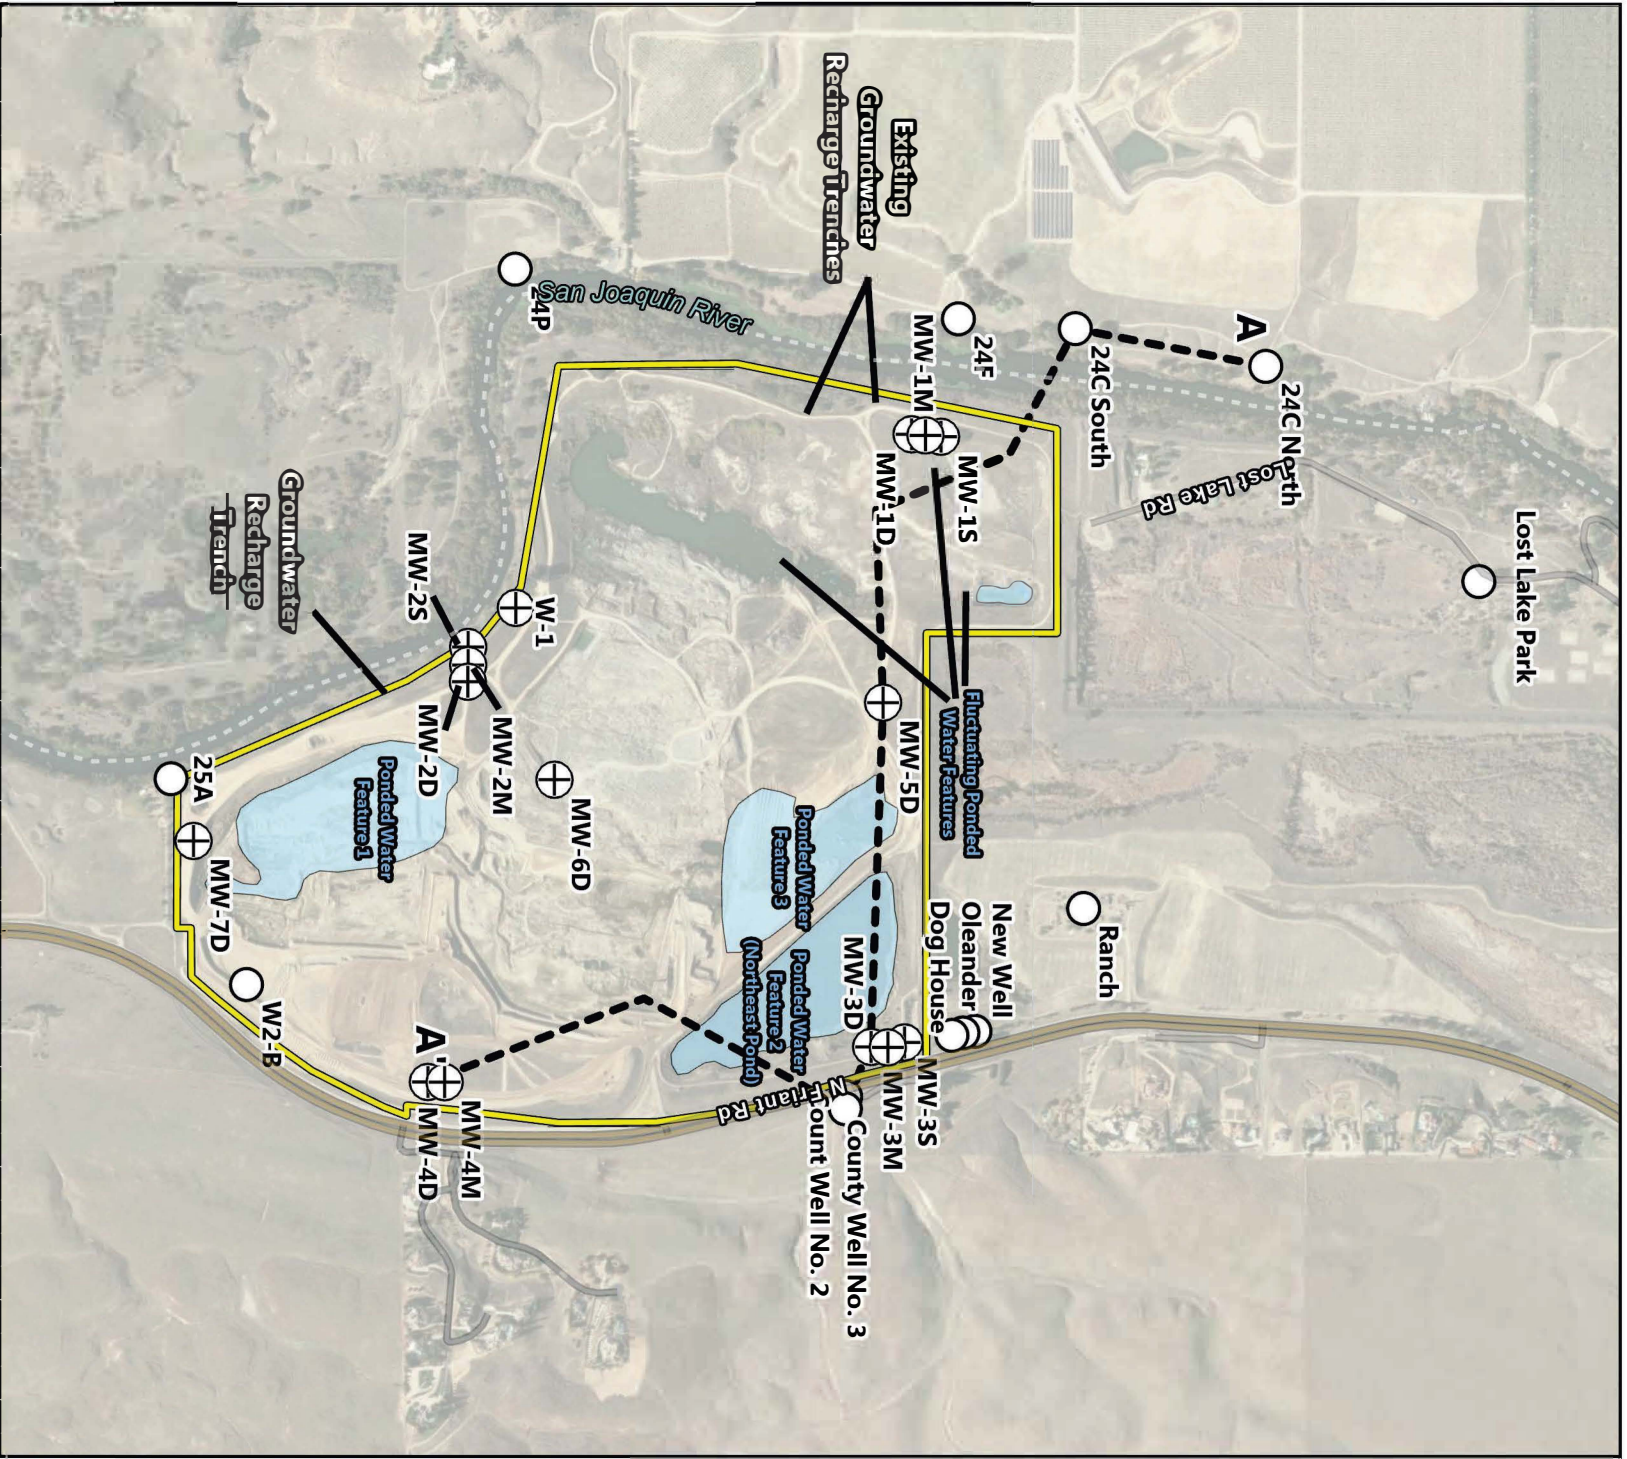 Existing
Groundwater
Recharge Trenches
San Joaquin River
24P
24F
A
24C North
24C South
Lost Lake Rd
Lost Lake Park
MW-1M
MW-1S
MW-1D
Groundwater
Recharge
Trench
MW-2S
W-1
MW-2M
MW-2D
MW-6D
MW-5D
Fluctuating Ponded
Water Features
25A
Ponded Water
Feature 1
Ponded Water
Feature 3
Ponded Water
Feature 2
(Northeast Pond)
MW-7D
W2-B
New Well
Oleander
Dog House
Ranch
MW-3D
MW-3S
MW-3M
A'
MW-4M
MW-4D
N Friant Rd
County Well No. 3
Count Well No. 2